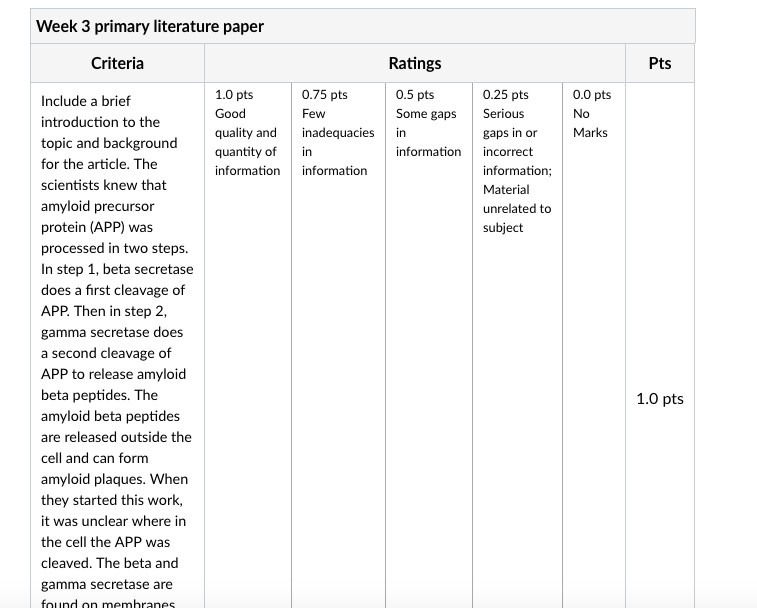 Week 3 primary literature paper
Criteria
Ratings
Pts
Include a brief
introduction to the
topic and background
for the article. The
scientists knew that
amyloid precursor
protein (APP) was
processed in two steps.
In step 1, beta secretase
does a first cleavage of
APP. Then in step 2,
gamma secretase does
a second cleavage of
APP to release amyloid
beta peptides. The
amyloid beta peptides
are released outside the
cell and can form
amyloid plaques. When
they started this work,
it was unclear where in
the cell the APP was
cleaved. The beta and
gamma secretase are
found on membranes
1.0 pts
Good
quality and
quantity of
information
0.75 pts
Few
inadequacies
in
information
0.5 pts
Some gaps
in
information
0.25 pts
Serious
gaps in or
incorrect
information;
Material
unrelated to
subject
0.0 pts
No
Marks
1.0 pts